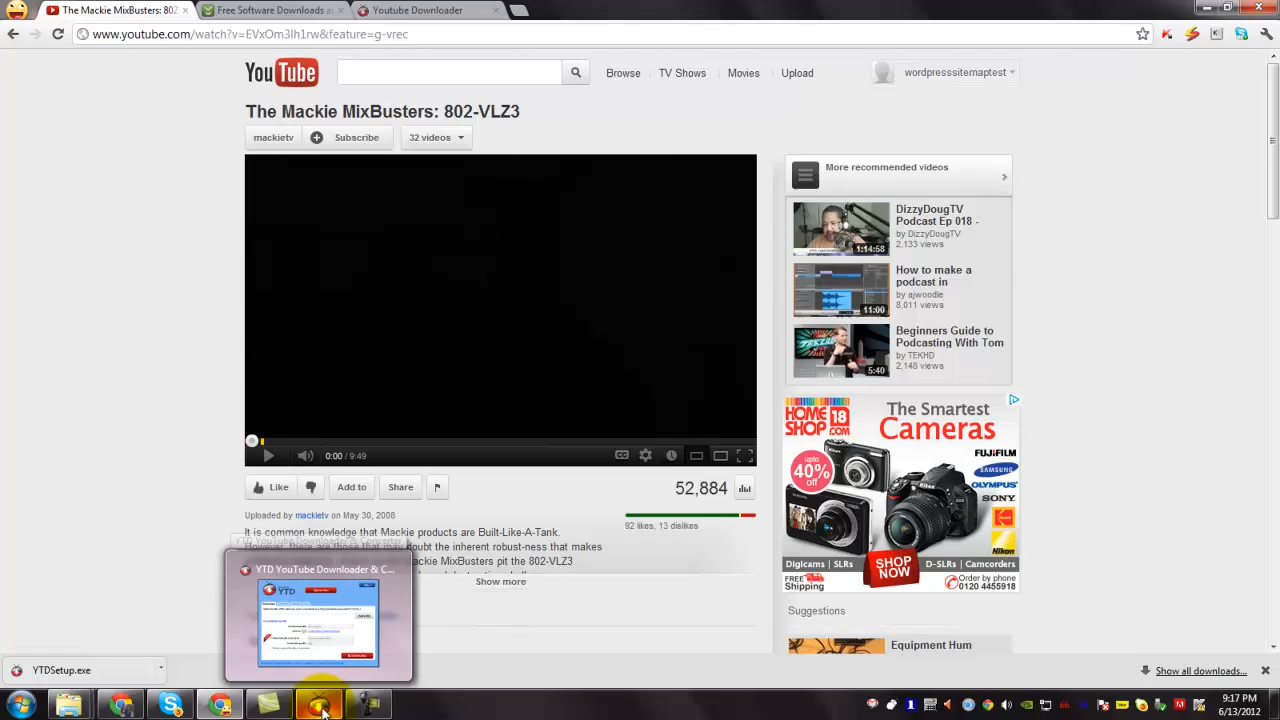 The Mackie MixBusters: 802
Free Software Downloads a
Youtube Downloader
www.youtube.com/watch?v=EVxOm3Ih1rw&feature=g-vrec
YouTube
Browse
TV Shows
Movies
Upload
wordpresssitemaptest
The Mackie MixBusters: 802-VLZ3
mackietv
Subscribe
32 videos
More recommended videos
DizzyDougTV
Podcast Ep 018 -
by DizzyDougTV
2,133 views
1:14:58
How to make a
podcast in
by ajwoodle
8,011 views
11:00
Beginners Guide to
Podcasting With Tom
by TEKHD
2,148 views
5:40
0:00 / 9:49
CC
Like
Add to
Share
52,884
Uploaded by mackietv on May 30, 2008
92 likes, 13 dislikes
It is common knowledge that Mackie products are Built-Like-A-Tank.
However, there are those that may doubt the inherent robust-ness that makes
Mackie MixBusters pit the 802-VLZ3
Show more
HOME
SHOP 18
.COM
The Smartest
Cameras
upto
40%
off
FUJIFILM
SAMSUNG
OLYMPUS
SONY
Kodak
Nikon
Digicams | SLRs
SHOP
NOW
D-SLRs | Camcorders
FREE
Shipping
Order by phone
0120 4455918
Suggestions
Equipment Hum
YTD YouTube Downloader & C...
YTD
YTDSetup.exe
Show all downloads...
9:17 PM
6/13/2012